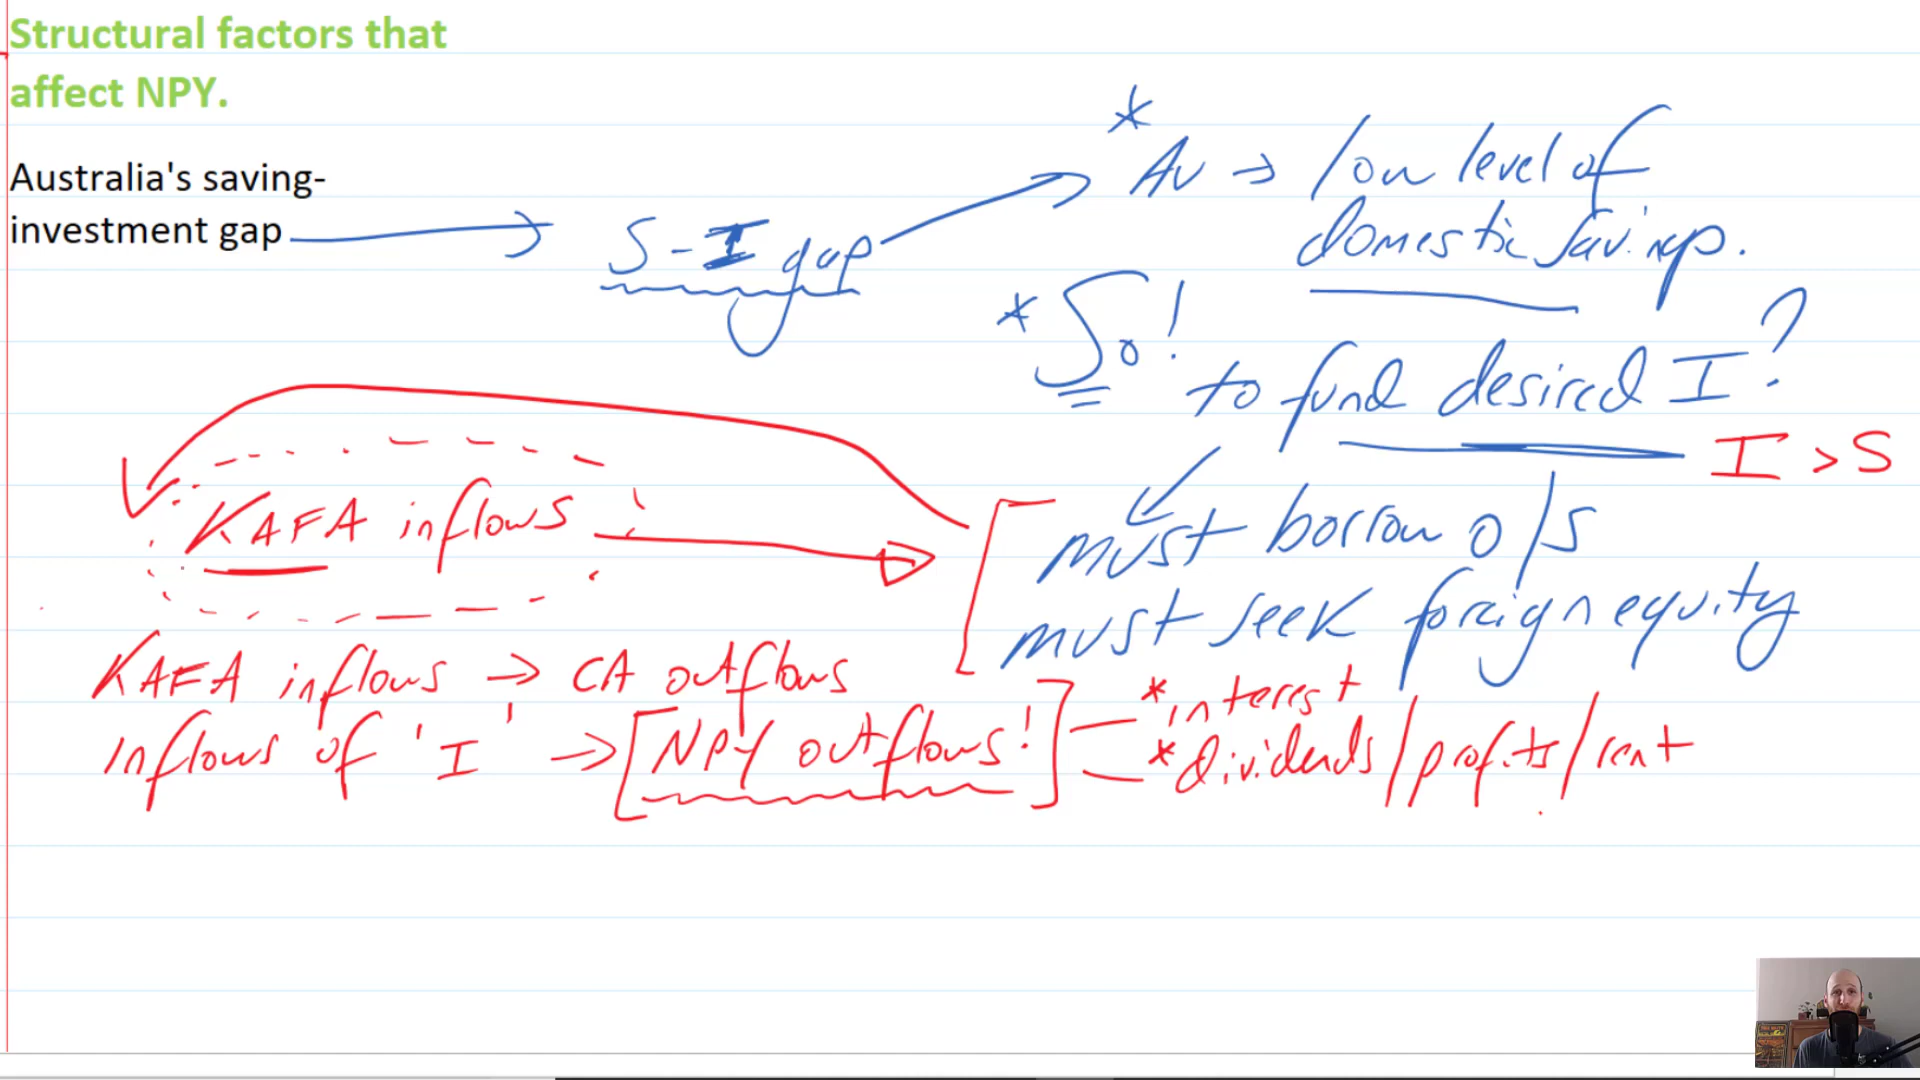 Structural factors that
affect NPY.
Australia's saving-
investment gap
S-I gap
* Au → low level of
domestic savings.
* So!
to fund desired I?
I > S
must borrow o/s
must seek foreign equity
KAFA inflows
KAFA inflows → CA outflows
inflows of 'I' → [NPY outflows!]
* interest
* dividends/profits/rent